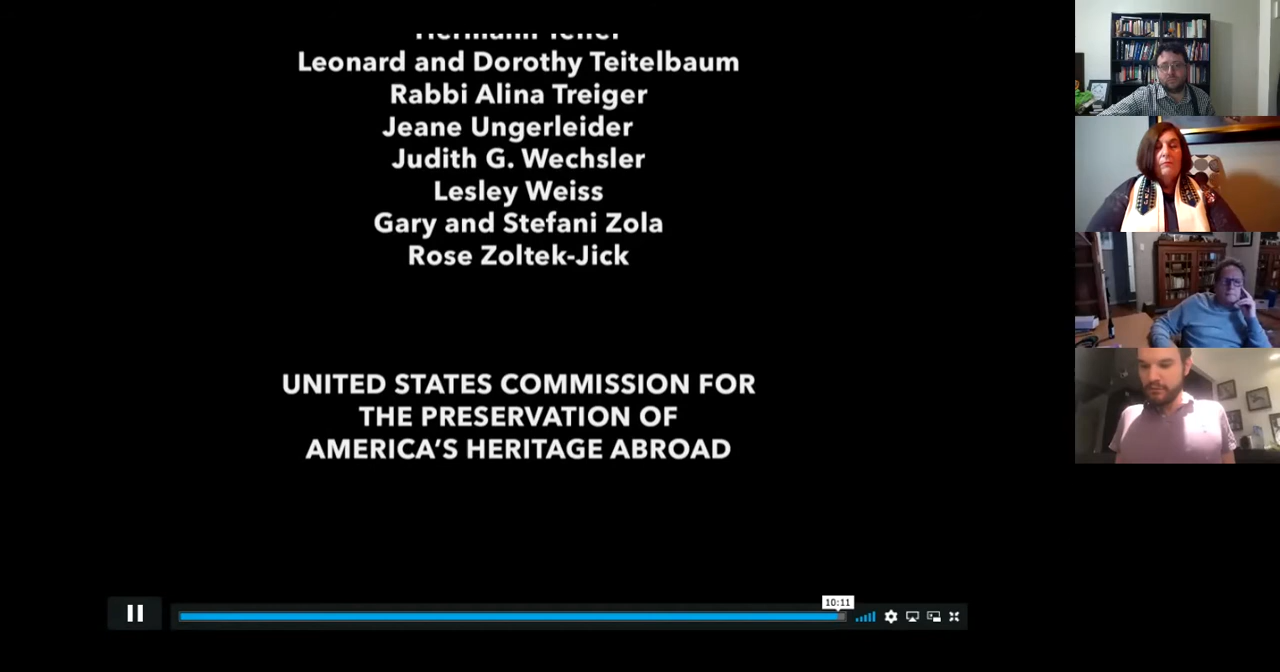 Leonard and Dorothy Teitelbaum
Rabbi Alina Treiger
Jeane Ungerleider
Judith G. Wechsler
Lesley Weiss
Gary and Stefani Zola
Rose Zoltek-Jick
UNITED STATES COMMISSION FOR
THE PRESERVATION OF
AMERICA’S HERITAGE ABROAD
10:11